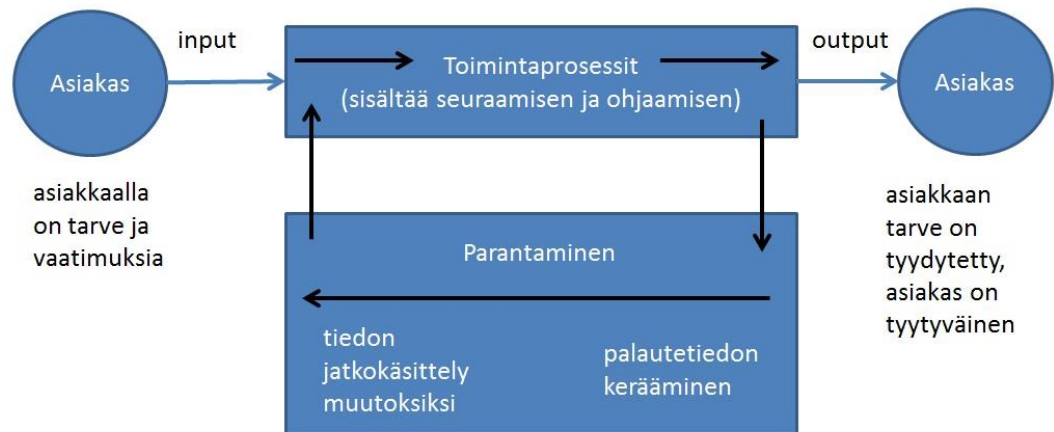 input
output
Asiakas
Toimintaprosessit
(sisältää seuraamisen ja ohjaamisen)
Asiakas
asiakkaalla
on tarve ja
vaatimuksia
asiakkaan
tarve on
tyydytetty,
asiakas on
tyytyväinen
Parantaminen
tiedon
jatkokäsittely
muutoksiksi
palautetiedon
kerääminen